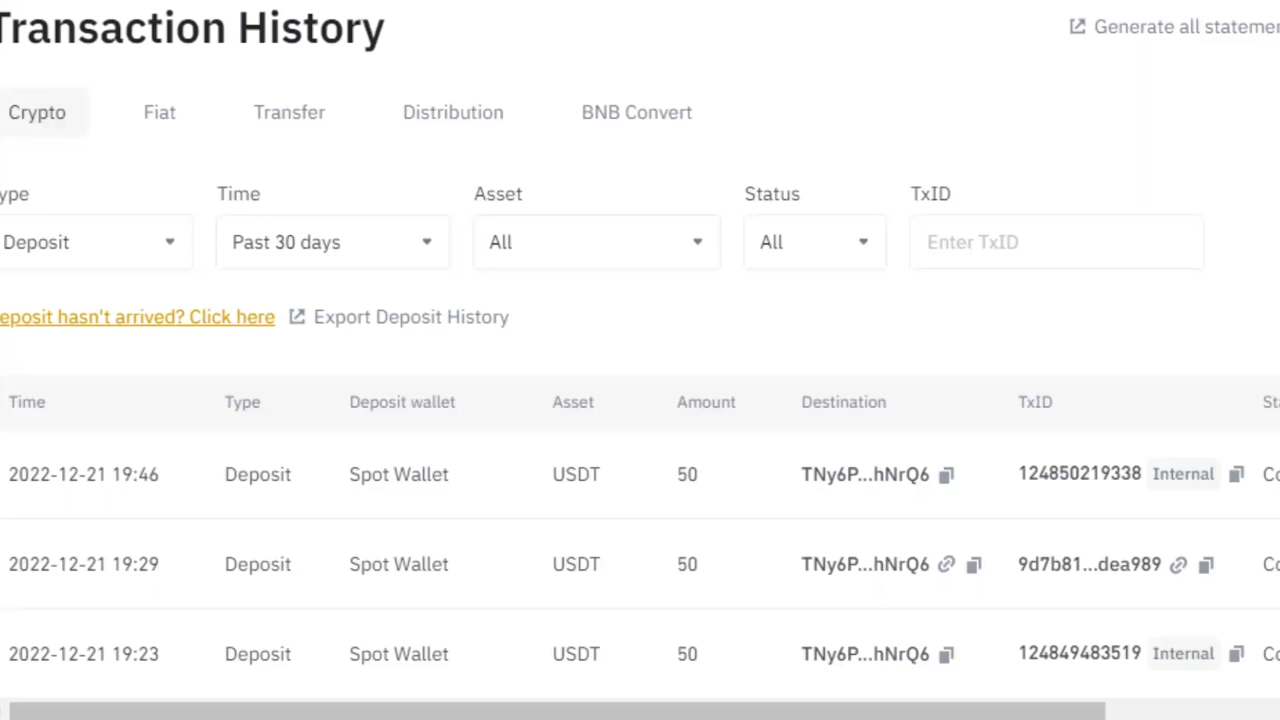 Transaction History
Generate all statemen
Crypto Fiat Transfer Distribution BNB Convert
ype Time Asset Status TxID
Deposit Past 30 days All All Enter TxID
eposit hasn't arrived? Click here Export Deposit History
Time Type Deposit wallet Asset Amount Destination TxID Sta
2022-12-21 19:46 Deposit Spot Wallet USDT 50 TNy6P...hNrQ6 124850219338 Internal Co
2022-12-21 19:29 Deposit Spot Wallet USDT 50 TNy6P...hNrQ6 9d7b81...dea989 Co
2022-12-21 19:23 Deposit Spot Wallet USDT 50 TNy6P...hNrQ6 124849483519 Internal Co